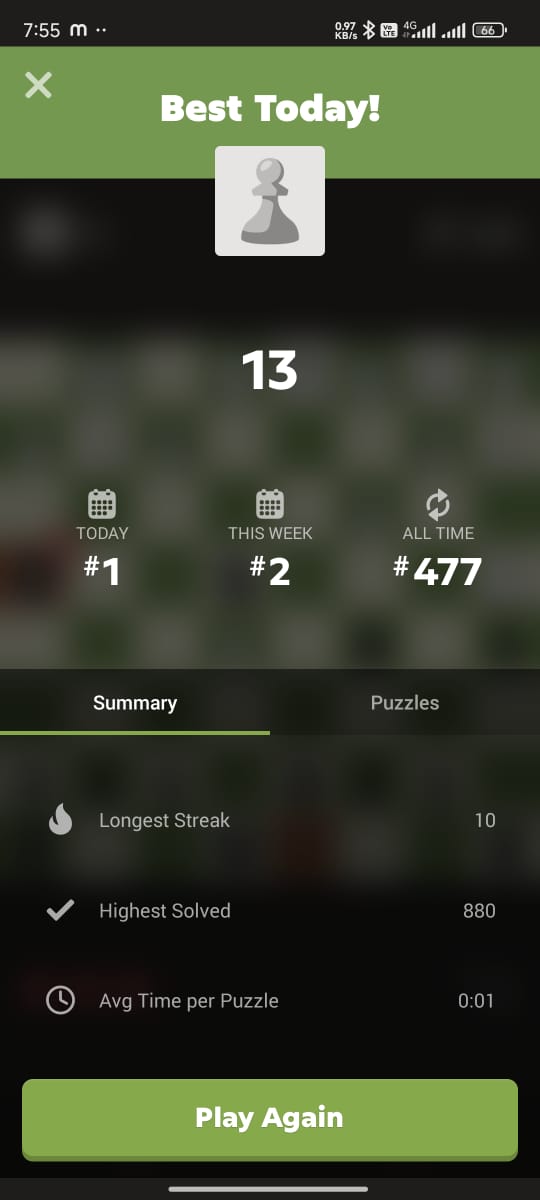 7:55 m ··
0.97 KB/s Vo LTE 4G 66
Best Today!
13
TODAY THIS WEEK ALL TIME
#1 #2 #477
Summary Puzzles
Longest Streak 10
Highest Solved 880
Avg Time per Puzzle 0:01
Play Again